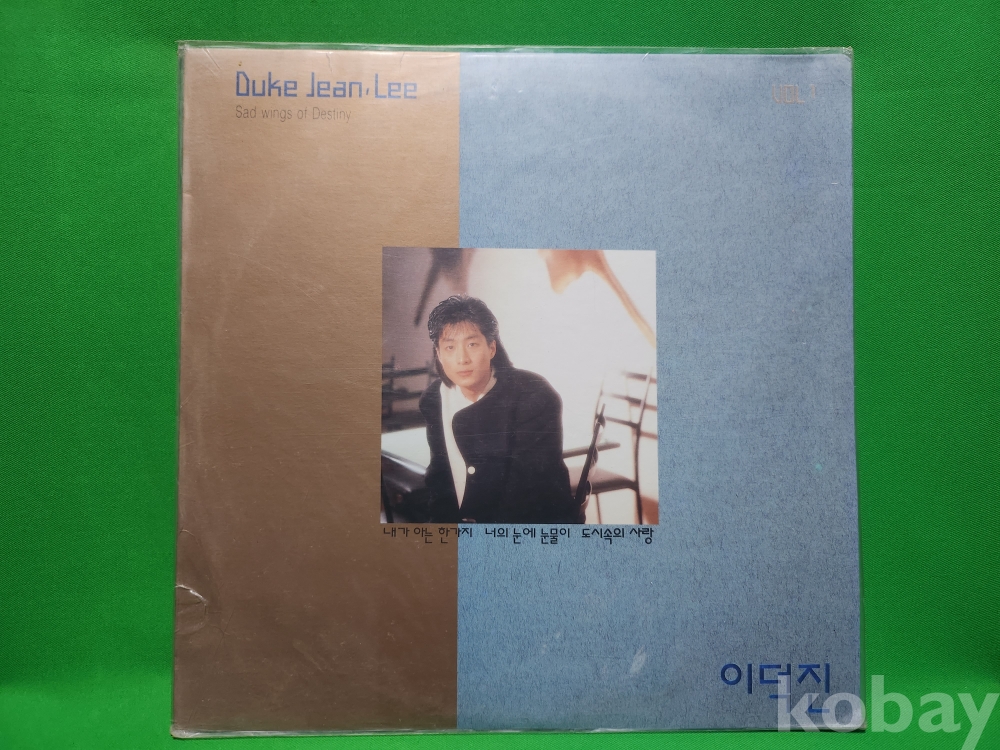 Duke Jean, Lee
Sad wings of Destiny
VOL.1
내가 아는 한가지 너의 눈에 눈물이 도시속의 사랑
이덕진
kobay